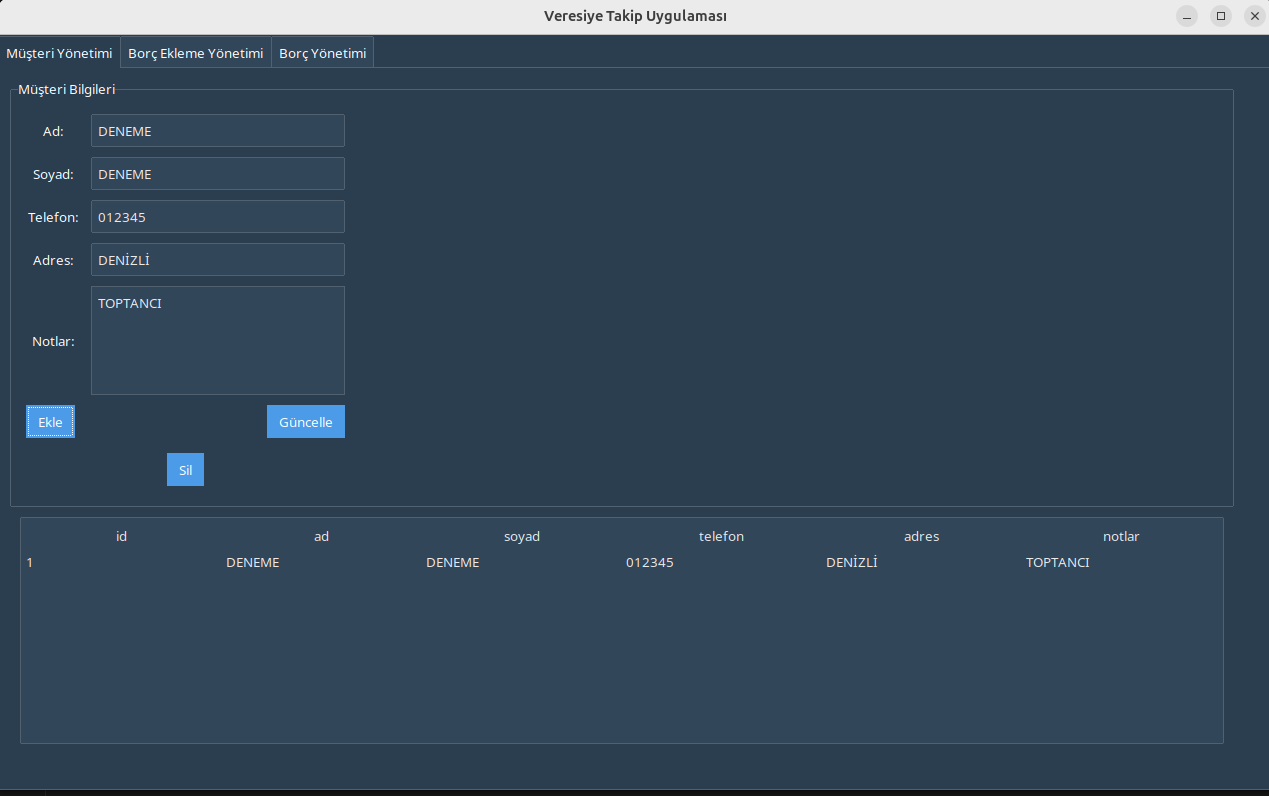 Veresiye Takip Uygulaması
Müşteri Yönetimi Borç Ekleme Yönetimi Borç Yönetimi
Müşteri Bilgileri
Ad: DENEME
Soyad: DENEME
Telefon: 012345
Adres: DENİZLİ
Notlar: TOPTANCI
Ekle Güncelle
Sil
id ad soyad telefon adres notlar
1 DENEME DENEME 012345 DENİZLİ TOPTANCI